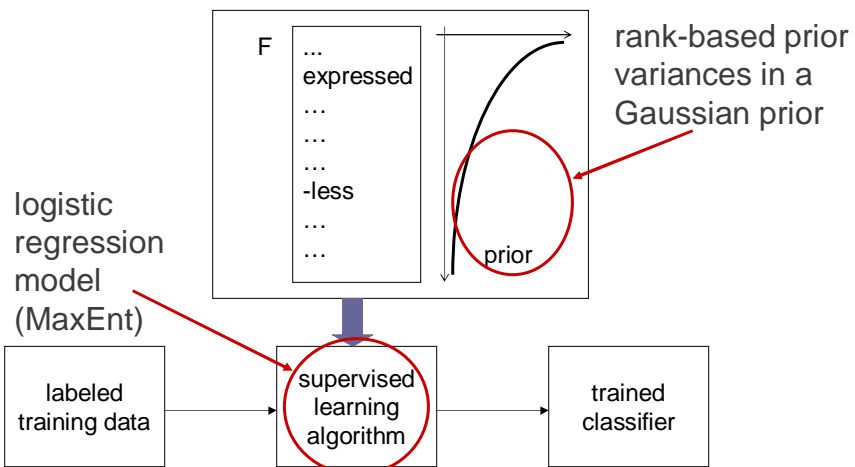 F
...
expressed
…
…
…
-less
…
…
prior
rank-based prior
variances in a
Gaussian prior
logistic
regression
model
(MaxEnt)
labeled
training data
supervised
learning
algorithm
trained
classifier